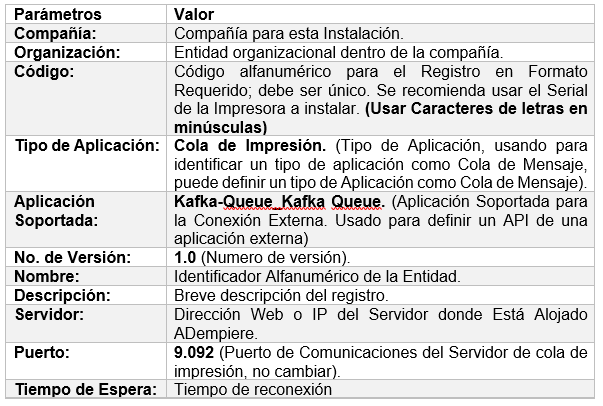 Parámetros Valor
Compañía: Compañía para esta Instalación.
Organización: Entidad organizacional dentro de la compañía.
Código: Código alfanumérico para el Registro en Formato
Requerido; debe ser único. Se recomienda usar el Serial
de la Impresora a instalar. (Usar Caracteres de letras en
minúsculas)
Tipo de Aplicación: Cola de Impresión. (Tipo de Aplicación, usando para
identificar un tipo de aplicación como Cola de Mensaje,
puede definir un tipo de Aplicación como Cola de Mensaje).
Aplicación Kafka-Queue_Kafka Queue. (Aplicación Soportada para
Soportada: la Conexión Externa. Usado para definir un API de una
aplicación externa)
No. de Versión: 1.0 (Numero de versión).
Nombre: Identificador Alfanumérico de la Entidad.
Descripción: Breve descripción del registro.
Servidor: Dirección Web o IP del Servidor donde Está Alojado
ADempiere.
Puerto: 9.092 (Puerto de Comunicaciones del Servidor de cola de
impresión, no cambiar).
Tiempo de Espera: Tiempo de reconexión